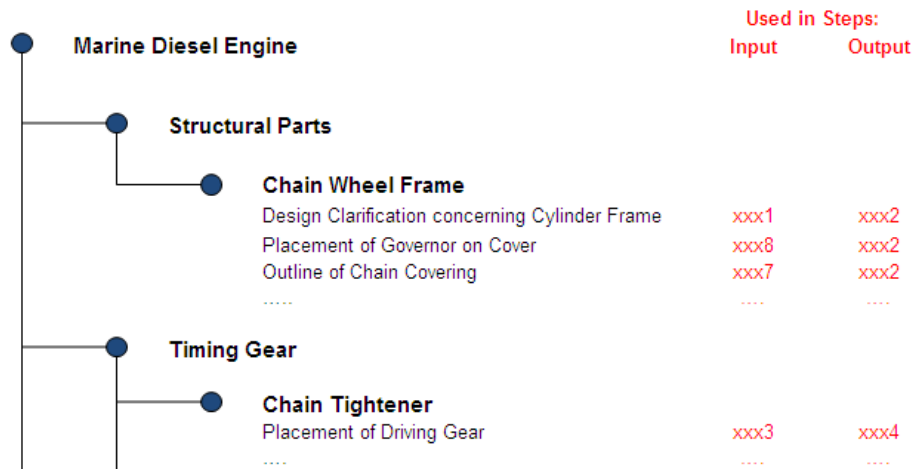 Used in Steps:
Marine Diesel Engine Input Output
Structural Parts
Chain Wheel Frame
Design Clarification concerning Cylinder Frame xxx1 xxx2
Placement of Governor on Cover xxx8 xxx2
Outline of Chain Covering xxx7 xxx2
..... .... ....
Timing Gear
Chain Tightener
Placement of Driving Gear xxx3 xxx4
.... .... ....